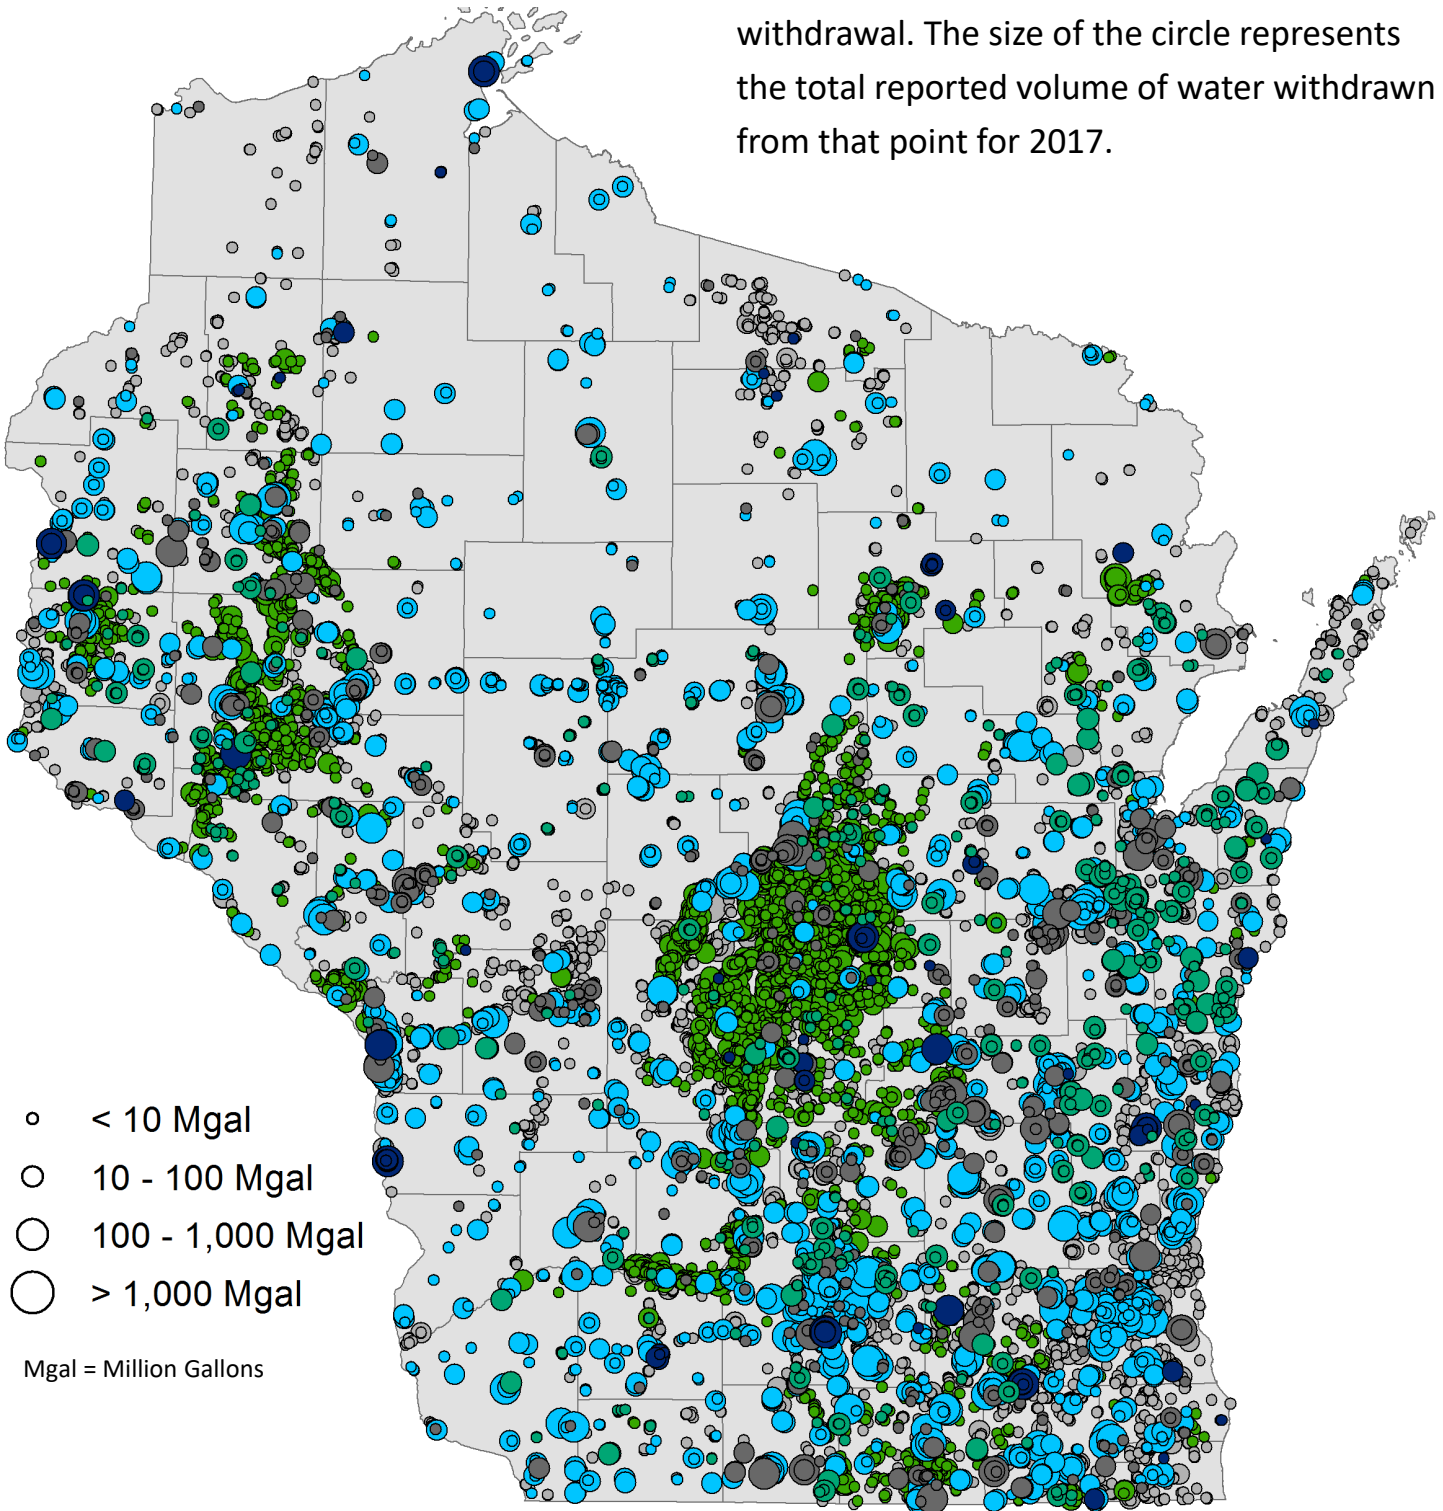 withdrawal. The size of the circle represents
the total reported volume of water withdrawn
from that point for 2017.
< 10 Mgal
10 - 100 Mgal
100 - 1,000 Mgal
> 1,000 Mgal
Mgal = Million Gallons